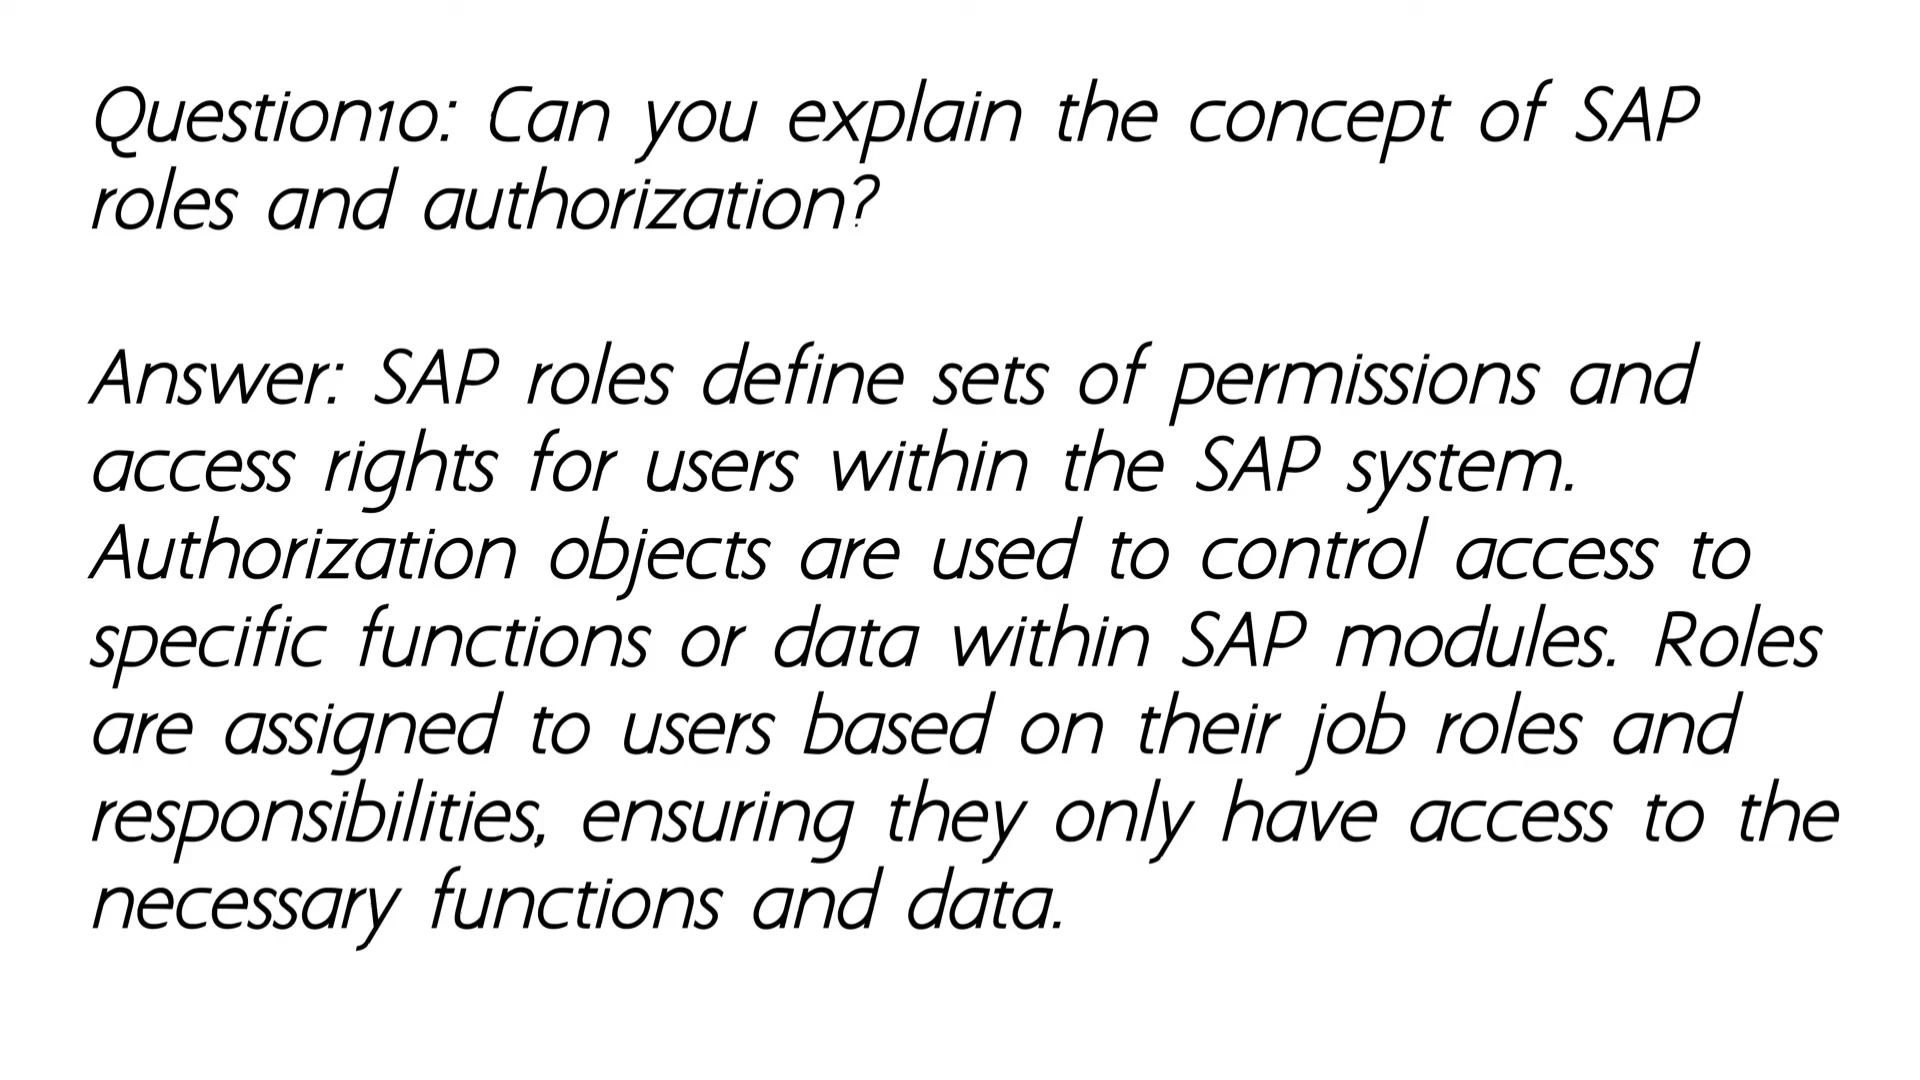 Question10: Can you explain the concept of SAP
roles and authorization?
Answer: SAP roles define sets of permissions and
access rights for users within the SAP system.
Authorization objects are used to control access to
specific functions or data within SAP modules. Roles
are assigned to users based on their job roles and
responsibilities, ensuring they only have access to the
necessary functions and data.